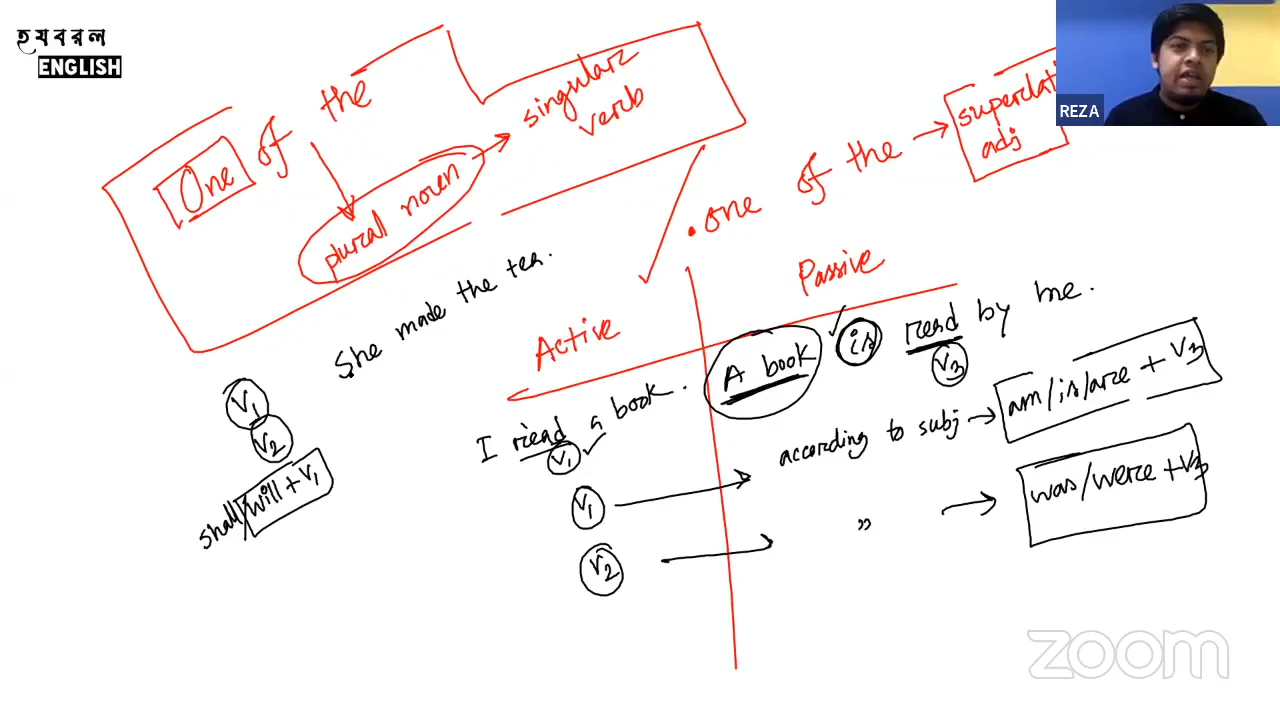 হযবরল
ENGLISH
REZA
One of the
plural noun
singular
verb
one of the
adj
She made the tea.
Active
Passive
I read a book.
V1
A book is read by me.
V3
V1
V2
shall/will + V1
V1
according to subj
am/is/are + V3
V2
"
was/were + V3
zoom